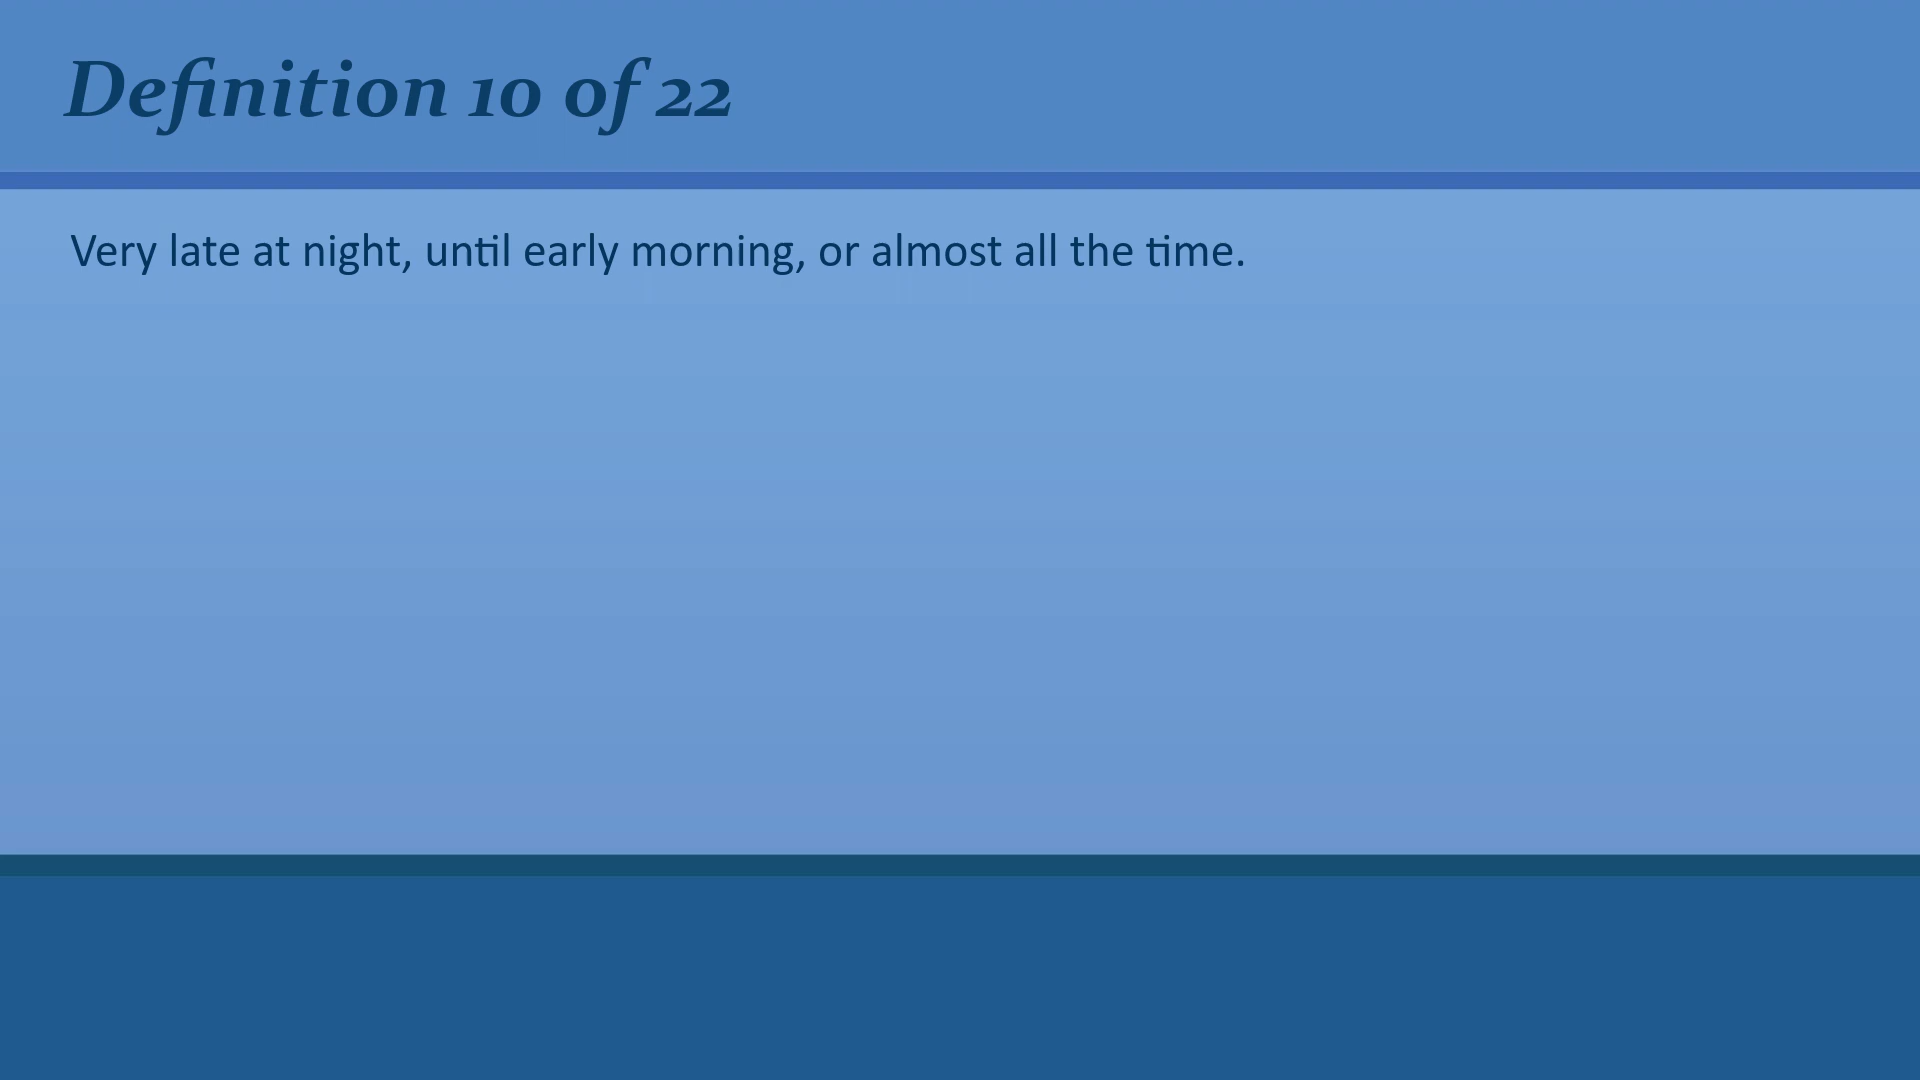 Definition 10 of 22
Very late at night, until early morning, or almost all the time.